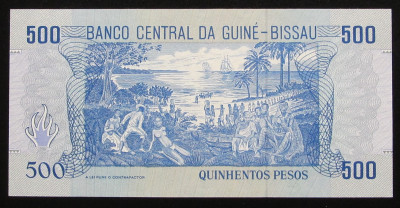 500 BANCO CENTRAL DA GUINÉ-BISSAU 500
500 QUINHENTOS PESOS 500